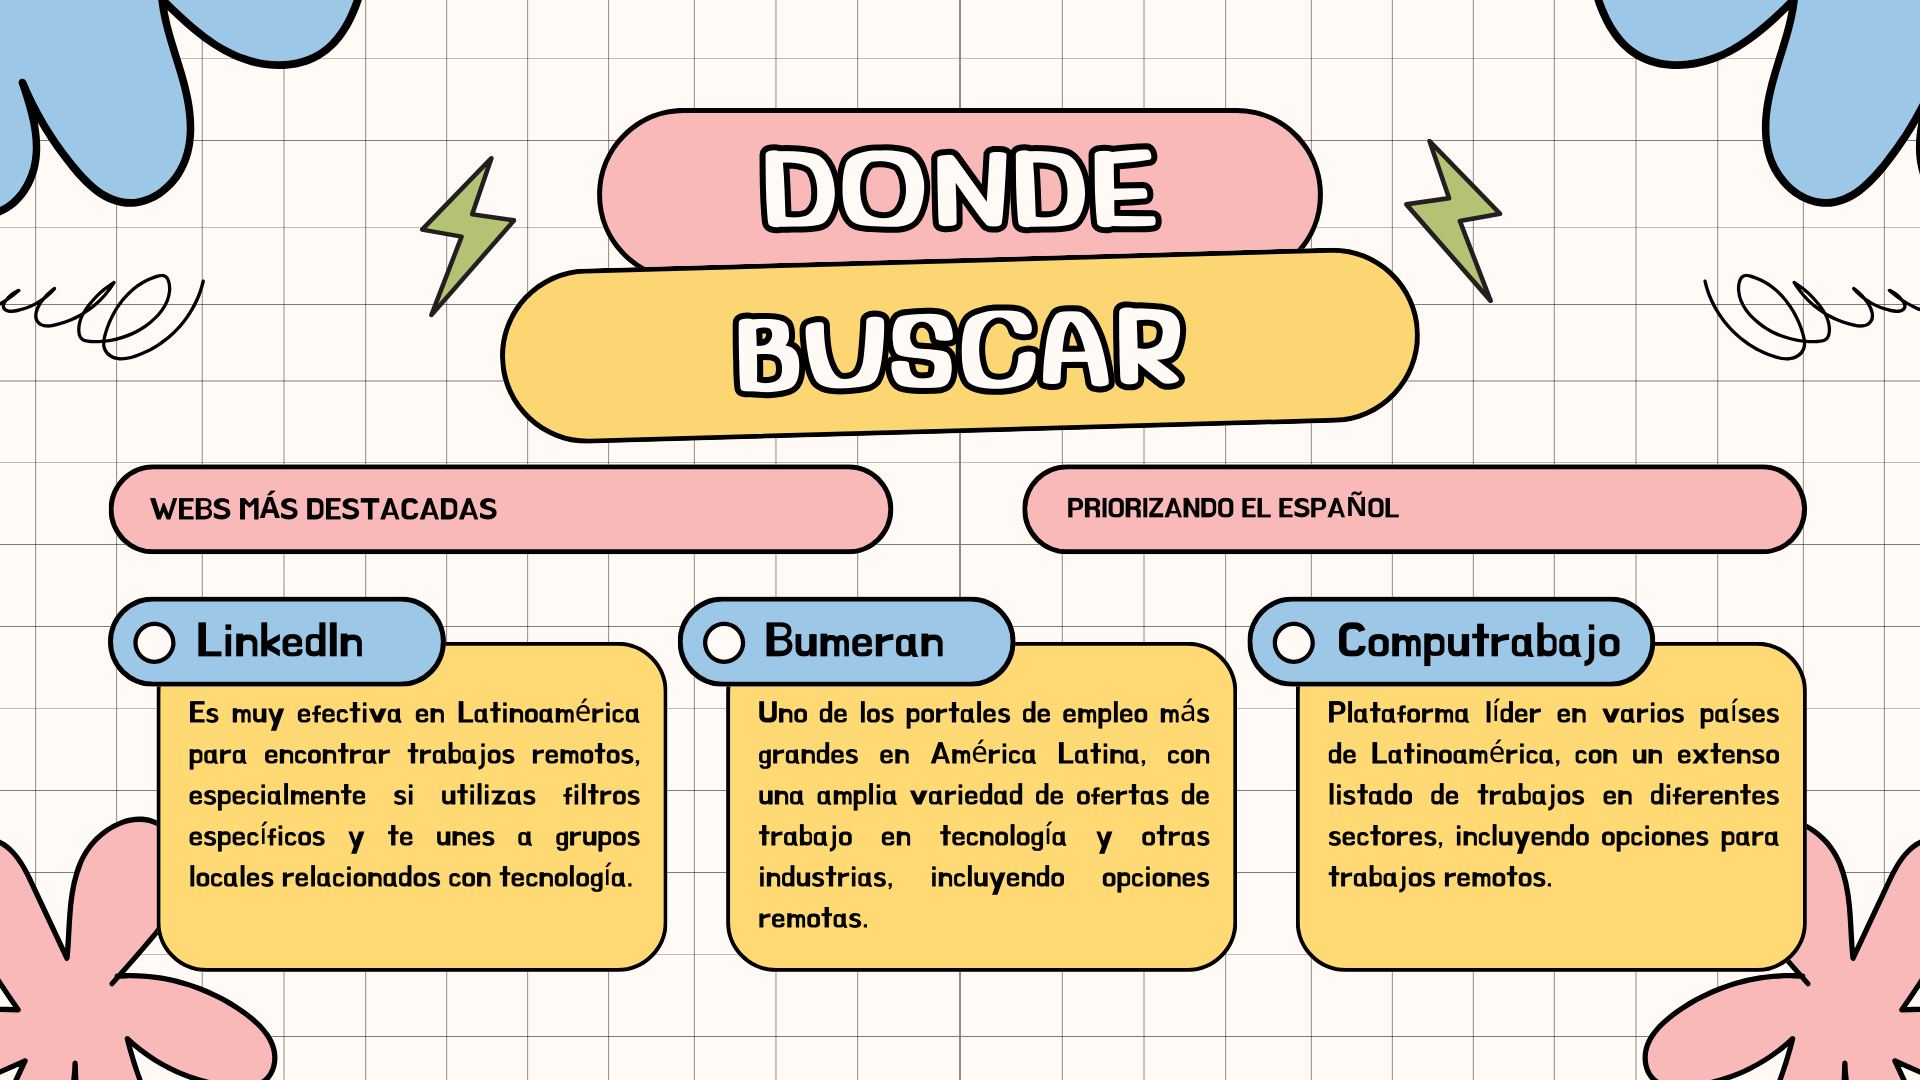 DONDE
BUSCAR
WEBS MÁS DESTACADAS
PRIORIZANDO EL ESPAÑOL
LinkedIn
Es muy efectiva en Latinoamérica
para encontrar trabajos remotos,
especialmente si utilizas filtros
específicos y te unes a grupos
locales relacionados con tecnología.
Bumeran
Uno de los portales de empleo más
grandes en América Latina, con
una amplia variedad de ofertas de
trabajo en tecnología y otras
industrias, incluyendo opciones
remotas.
Computrabajo
Plataforma líder en varios países
de Latinoamérica, con un extenso
listado de trabajos en diferentes
sectores, incluyendo opciones para
trabajos remotos.